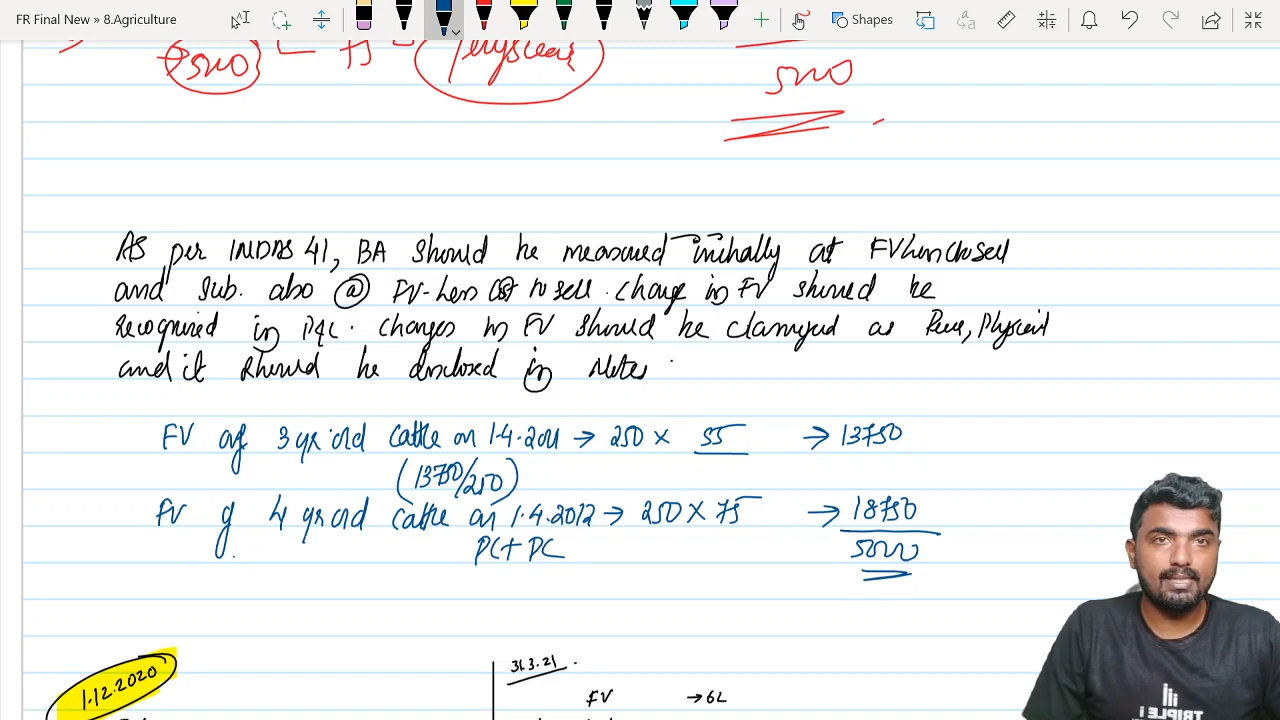 FR Final New » 8.Agriculture
Shapes
Physical
5000
AS per INDAS 41, BA should be measured initially at FV less cost to sell
and sub. also @ FV-less cost to sell. change in FV should be
recognized in P&L. changes in FV should be classified as Price, Physical
and it should be disclosed in Notes
FV of 3 yr old cattle on 1.4.2011 → 250 × 55 → 13750
(13750/250)
FV of 4 yr old cattle on 1.4.2012 → 250 × 75 → 18750
PC + PC 5000
1.12.2020
31.3.21
FV → 6L